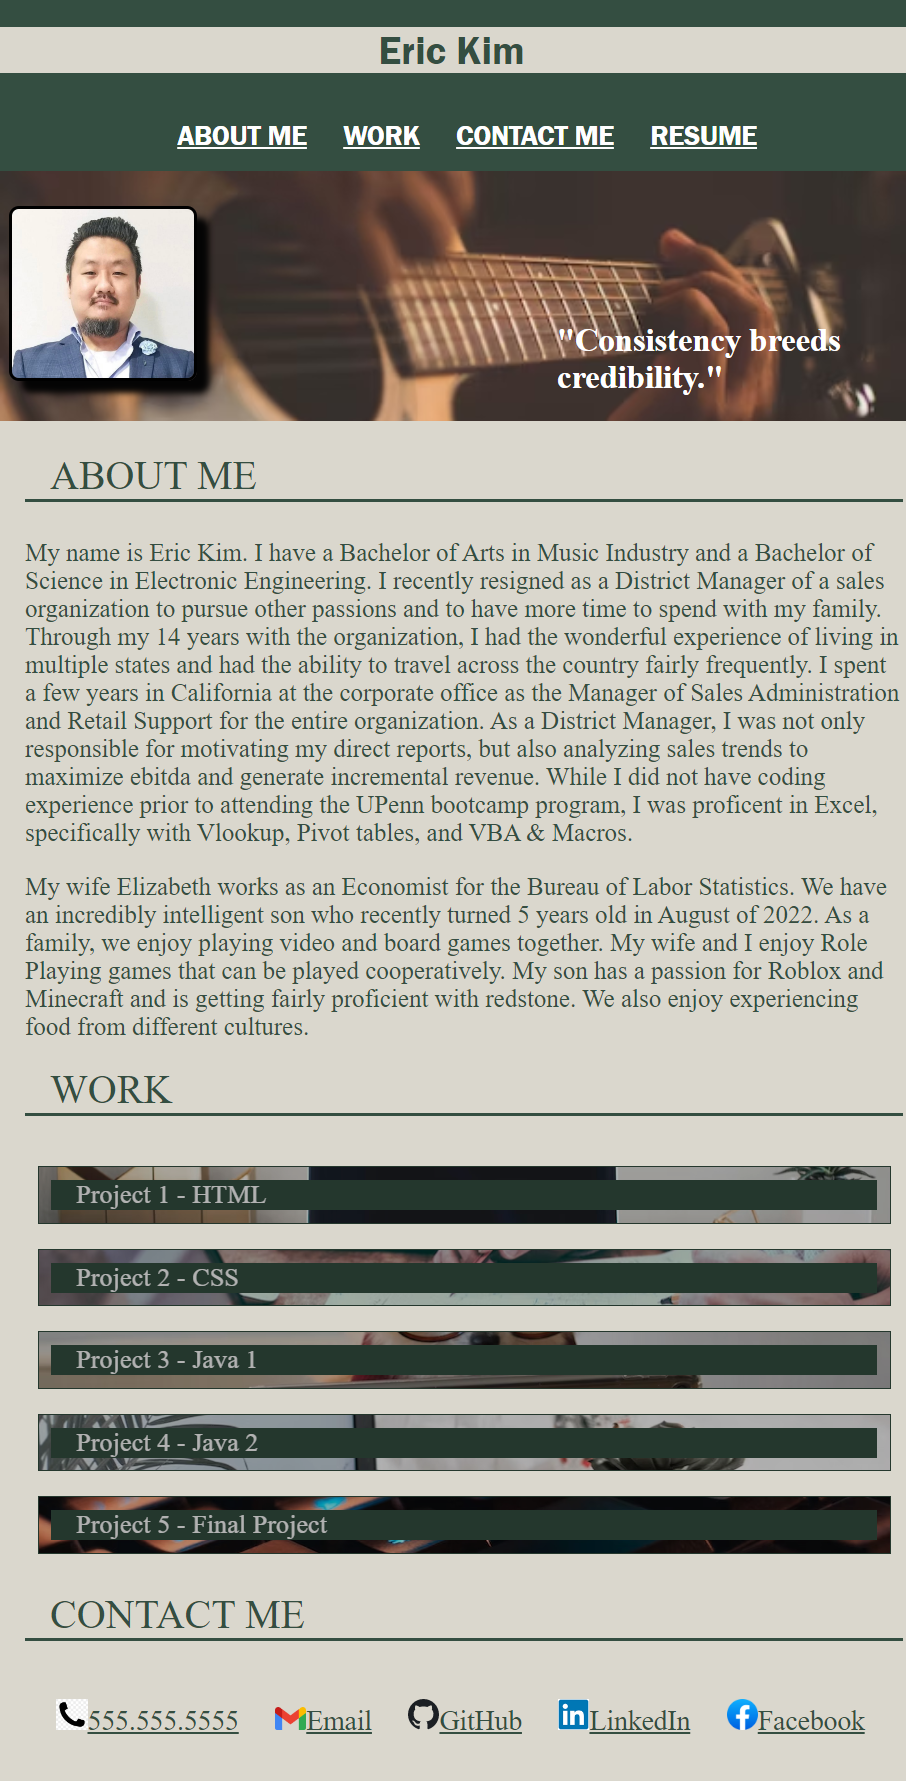 Eric Kim
ABOUT ME WORK CONTACT ME RESUME
"Consistency breeds
credibility."
ABOUT ME
My name is Eric Kim. I have a Bachelor of Arts in Music Industry and a Bachelor of
Science in Electronic Engineering. I recently resigned as a District Manager of a sales
organization to pursue other passions and to have more time to spend with my family.
Through my 14 years with the organization, I had the wonderful experience of living in
multiple states and had the ability to travel across the country fairly frequently. I spent
a few years in California at the corporate office as the Manager of Sales Administration
and Retail Support for the entire organization. As a District Manager, I was not only
responsible for motivating my direct reports, but also analyzing sales trends to
maximize ebitda and generate incremental revenue. While I did not have coding
experience prior to attending the UPenn bootcamp program, I was proficent in Excel,
specifically with Vlookup, Pivot tables, and VBA & Macros.
My wife Elizabeth works as an Economist for the Bureau of Labor Statistics. We have
an incredibly intelligent son who recently turned 5 years old in August of 2022. As a
family, we enjoy playing video and board games together. My wife and I enjoy Role
Playing games that can be played cooperatively. My son has a passion for Roblox and
Minecraft and is getting fairly proficient with redstone. We also enjoy experiencing
food from different cultures.
WORK
Project 1 - HTML
Project 2 - CSS
Project 3 - Java 1
Project 4 - Java 2
Project 5 - Final Project
CONTACT ME
555.555.5555 Email GitHub LinkedIn Facebook